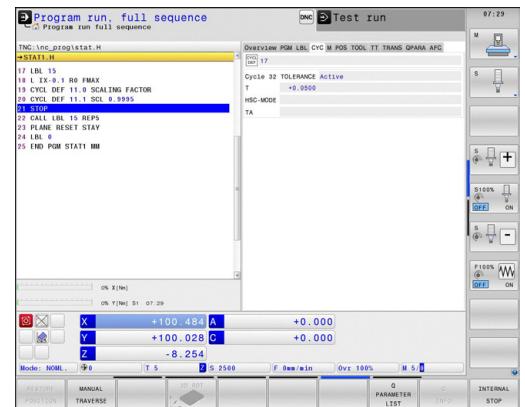 Program run, full sequence
Program run full sequence
DNC
Test run
07:29
TNC:\nc_prog\stat.H
→STAT1.H
17 LBL 15
18 L IX-0.1 R0 FMAX
19 CYCL DEF 11.0 SCALING FACTOR
20 CYCL DEF 11.1 SCL 0.9995
21 STOP
22 CALL LBL 15 REP5
23 PLANE RESET STAY
24 LBL 0
25 END PGM STAT1 MM
Overview PGM LBL CYC M POS TOOL TT TRANS QPARA AFC
CYCL DEF 17
Cycle 32 TOLERANCE Active
T +0.0500
HSC-MODE
TA
0% X[Nm]
0% Y[Nm] S1 07:29
X +100.484 A +0.000
Y +100.028 C +0.000
Z -8.254
Mode: NOML. 0 T 5 Z S 2500 F 0mm/min Ovr 100% M 5/8
M
S
S +
S100%
OFF ON
S -
F100%
OFF ON
RESTORE POSITION
MANUAL TRAVERSE
3D ROT
Q PARAMETER LIST
Q INFO
INTERNAL STOP